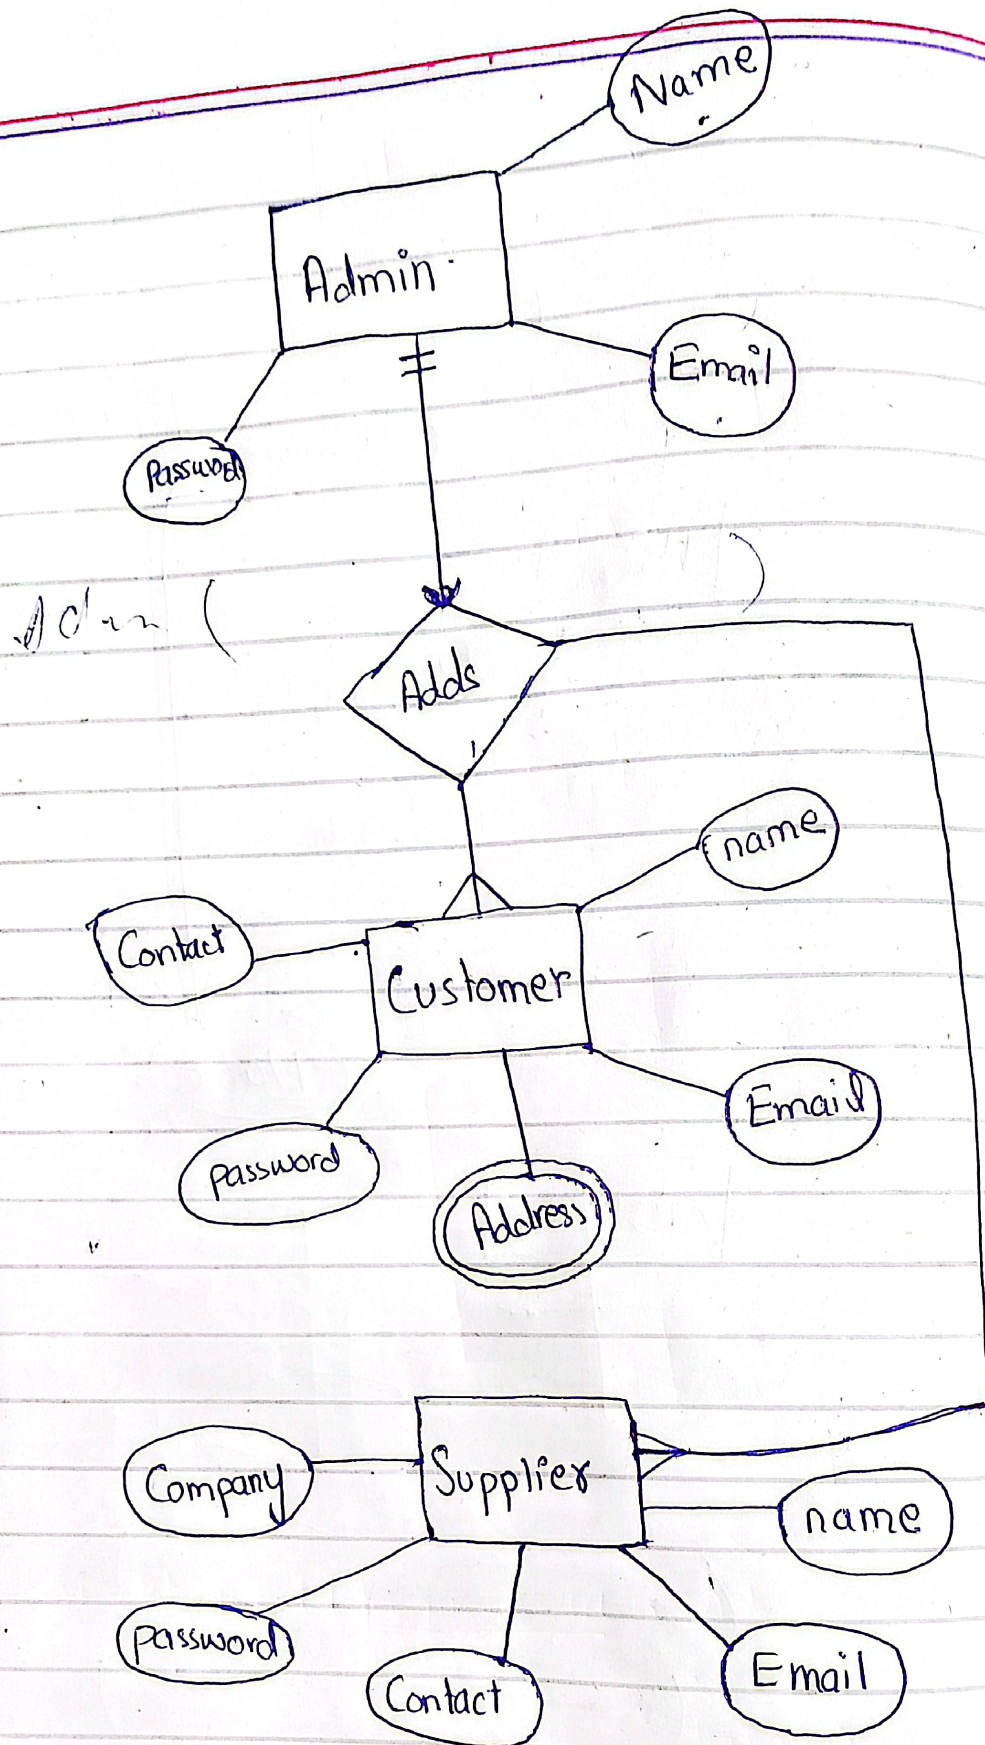 Name
Admin
Email
Password
Adds
name
Contact
Customer
Email
password
Address
Company
Supplier
name
password
Contact
Email